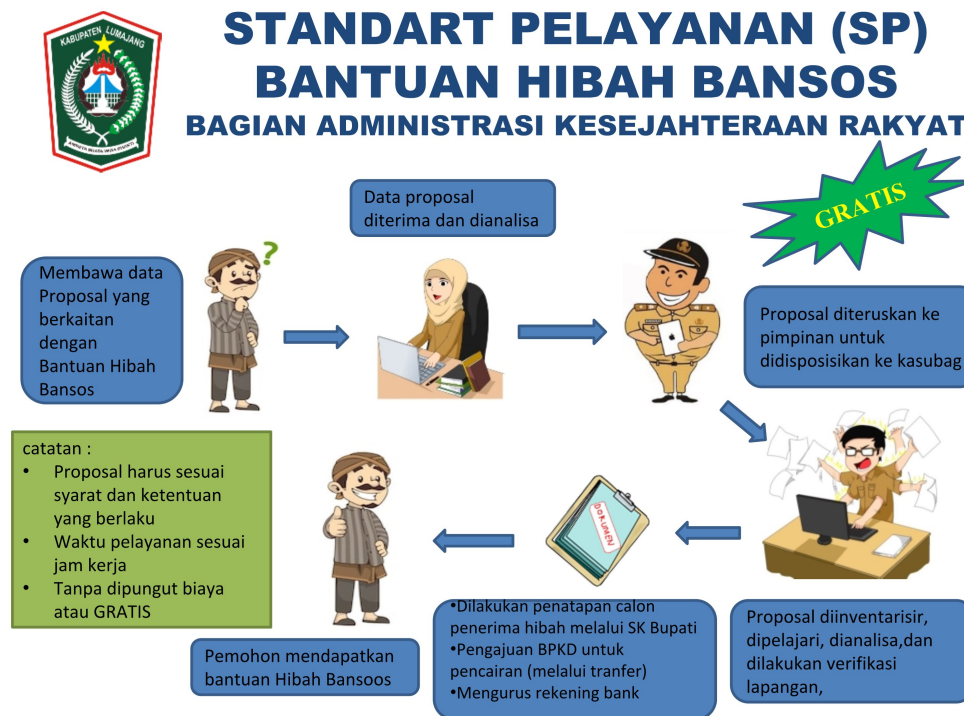 STANDART PELAYANAN (SP)
BANTUAN HIBAH BANSOS
BAGIAN ADMINISTRASI KESEJAHTERAAN RAKYAT
KABUPATEN LUMAJANG
GRATIS
Membawa data
Proposal yang
berkaitan
dengan
Bantuan Hibah
Bansos
?
Data proposal
diterima dan dianalisa
Proposal diteruskan ke
pimpinan untuk
didisposisikan ke kasubag
Proposal diinventarisir,
dipelajari, dianalisa,dan
dilakukan verifikasi
lapangan,
DOKUMEN
•Dilakukan penatapan calon
penerima hibah melalui SK Bupati
•Pengajuan BPKD untuk
pencairan (melalui tranfer)
•Mengurus rekening bank
Pemohon mendapatkan
bantuan Hibah Bansoos
catatan :
• Proposal harus sesuai
syarat dan ketentuan
yang berlaku
• Waktu pelayanan sesuai
jam kerja
• Tanpa dipungut biaya
atau GRATIS